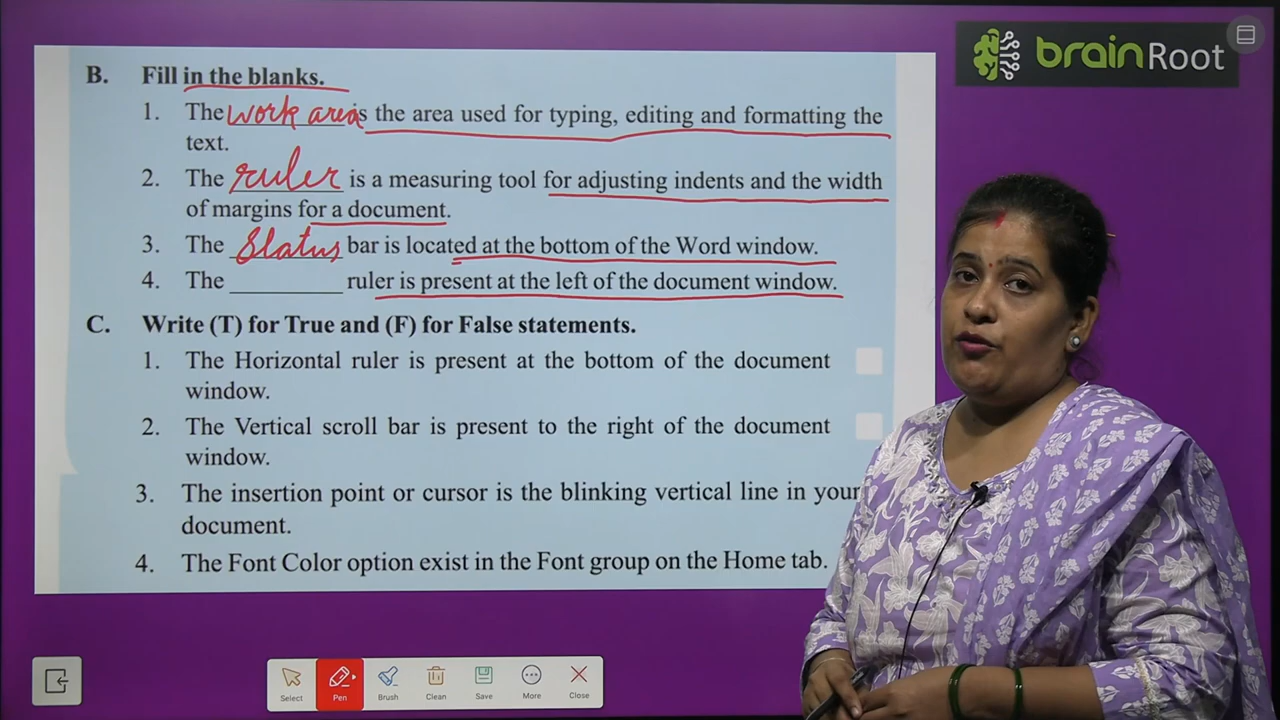 brainRoot
B. Fill in the blanks.
1. The work area is the area used for typing, editing and formatting the
text.
2. The ruler is a measuring tool for adjusting indents and the width
of margins for a document.
3. The Status bar is located at the bottom of the Word window.
4. The __________ ruler is present at the left of the document window.
C. Write (T) for True and (F) for False statements.
1. The Horizontal ruler is present at the bottom of the document
window.
2. The Vertical scroll bar is present to the right of the document
window.
3. The insertion point or cursor is the blinking vertical line in your
document.
4. The Font Color option exist in the Font group on the Home tab.
Select Pen Brush Clean Save More Close